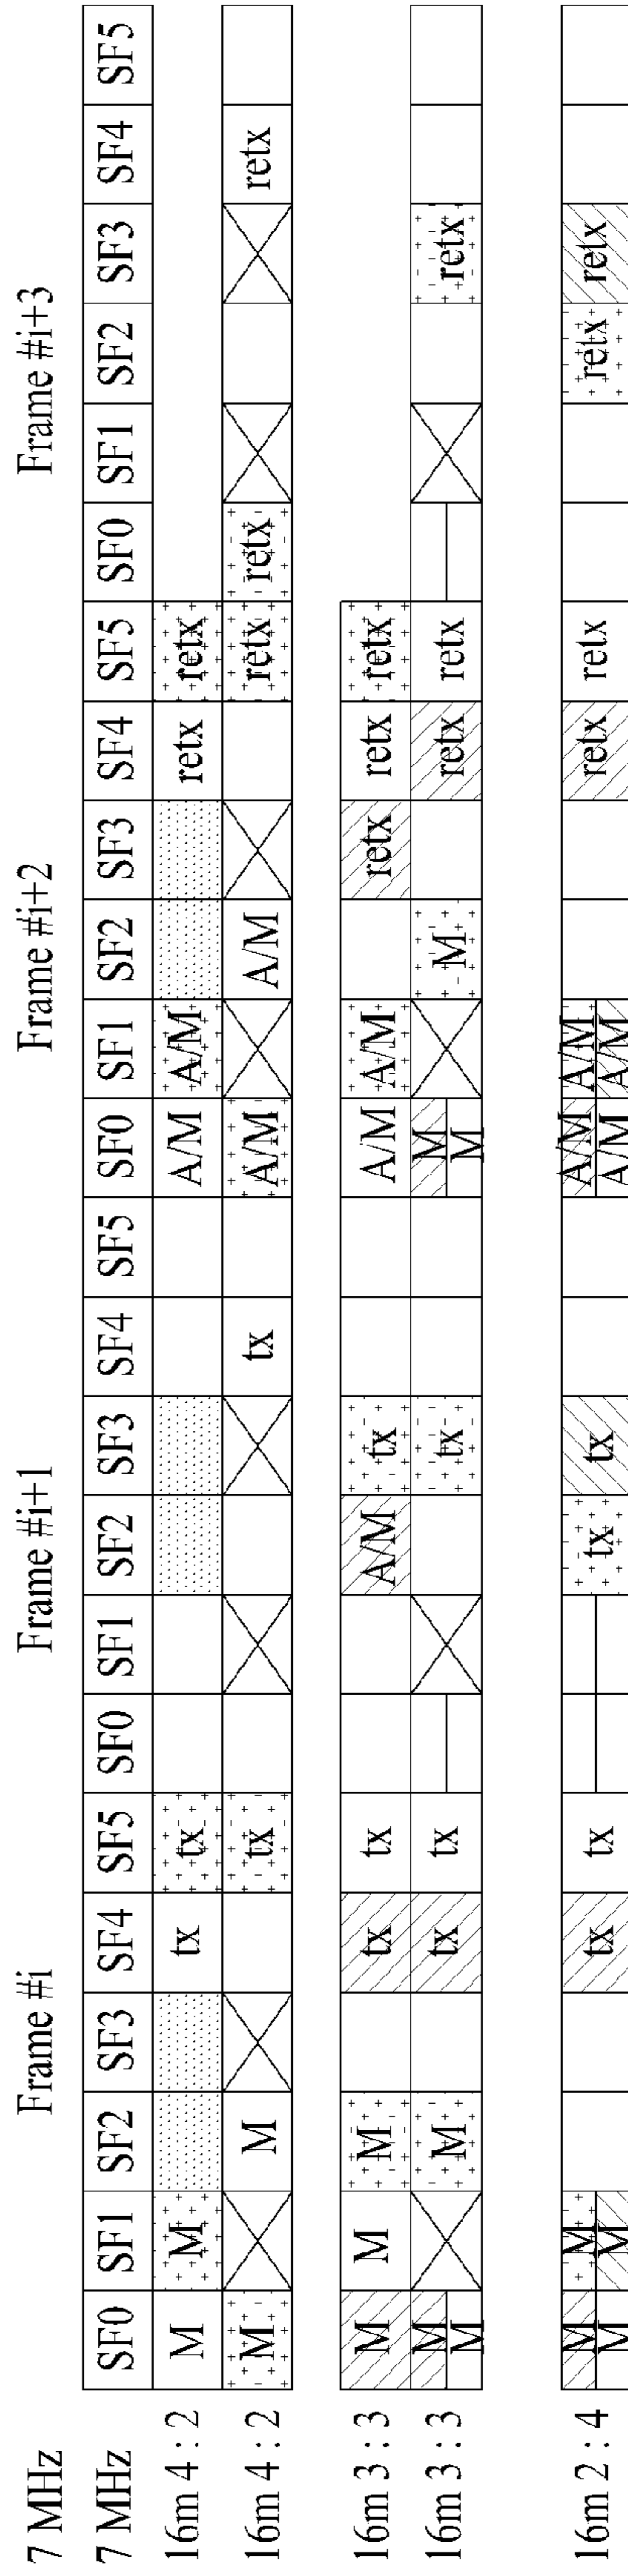 7 MHz Frame #i Frame #i+1 Frame #i+2 Frame #i+3
7 MHz SF0 SF1 SF2 SF3 SF4 SF5 SF0 SF1 SF2 SF3 SF4 SF5 SF0 SF1 SF2 SF3 SF4 SF5 SF0 SF1 SF2 SF3 SF4 SF5
16m 4 : 2 M M tx tx A/M A/M retx retx
16m 4 : 2 M M tx tx A/M A/M retx retx retx
16m 3 : 3 M M M tx tx A/M tx A/M A/M retx retx retx
16m 3 : 3 M M M tx tx tx M M M retx retx retx
16m 2 : 4 M M M M tx tx tx tx A/M A/M A/M A/M retx retx retx retx